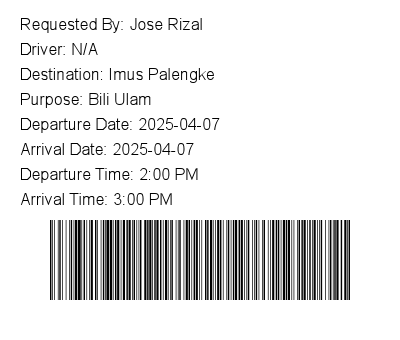 Requested By: Jose Rizal
Driver: N/A
Destination: Imus Palengke
Purpose: Bili Ulam
Departure Date: 2025-04-07
Arrival Date: 2025-04-07
Departure Time: 2:00 PM
Arrival Time: 3:00 PM